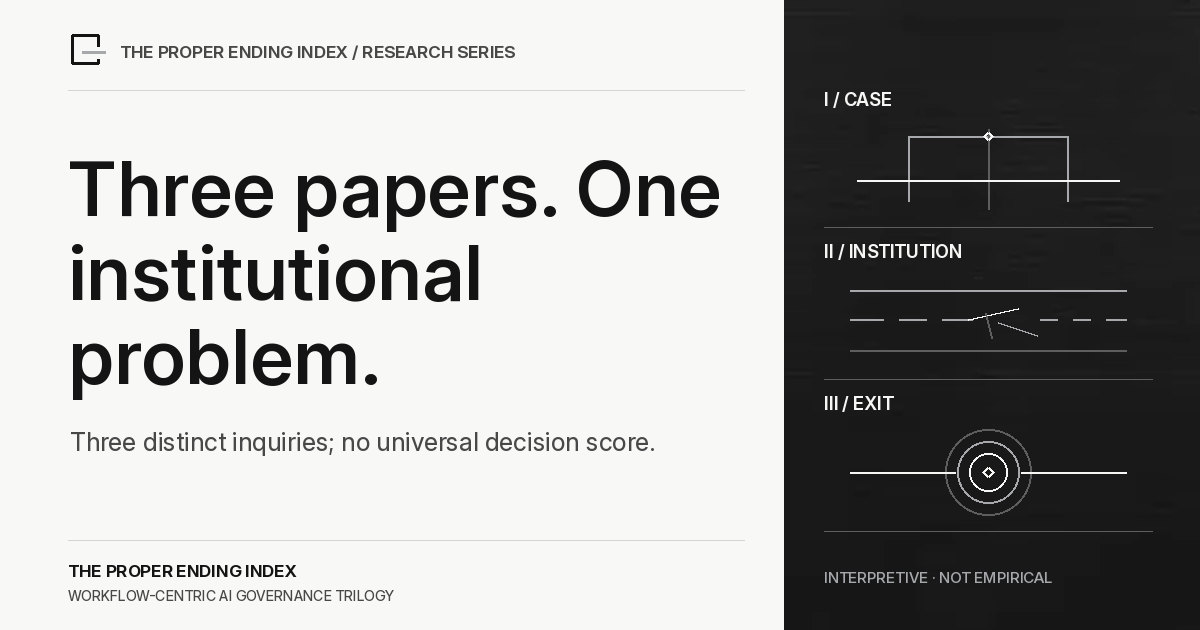 THE PROPER ENDING INDEX / RESEARCH SERIES
Three papers. One
institutional
problem.
Three distinct inquiries; no universal decision score.
THE PROPER ENDING INDEX
WORKFLOW-CENTRIC AI GOVERNANCE TRILOGY
I / CASE
II / INSTITUTION
III / EXIT
INTERPRETIVE · NOT EMPIRICAL